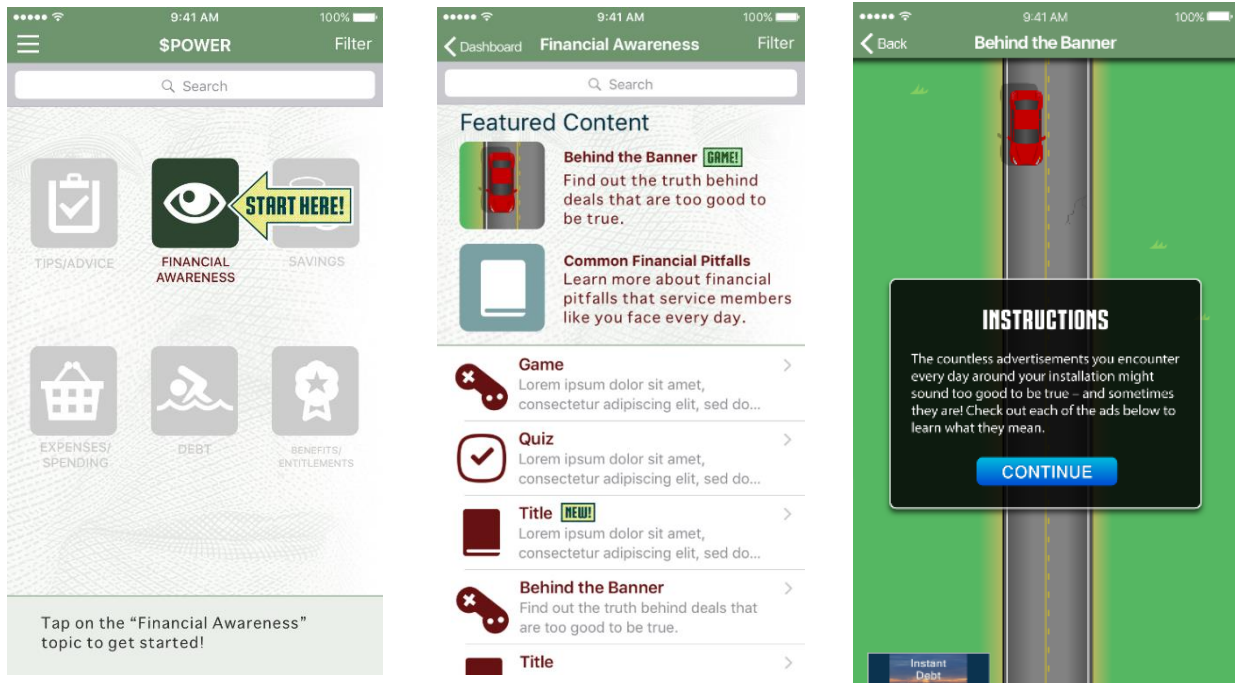 9:41 AM 100%
$POWER Filter
Search
START HERE!
TIPS/ADVICE
FINANCIAL
AWARENESS
SAVINGS
EXPENSES/
SPENDING
DEBT
BENEFITS/
ENTITLEMENTS
Tap on the “Financial Awareness”
topic to get started!
9:41 AM 100%
Dashboard Financial Awareness Filter
Search
Featured Content
Behind the Banner GAME!
Find out the truth behind
deals that are too good to
be true.
Common Financial Pitfalls
Learn more about financial
pitfalls that service members
like you face every day.
Game
Lorem ipsum dolor sit amet,
consectetur adipiscing elit, sed do...
Quiz
Lorem ipsum dolor sit amet,
consectetur adipiscing elit, sed do...
Title NEW!
Lorem ipsum dolor sit amet,
consectetur adipiscing elit, sed do...
Behind the Banner
Find out the truth behind deals that
are too good to be true.
Title
9:41 AM 100%
Back Behind the Banner
INSTRUCTIONS
The countless advertisements you encounter
every day around your installation might
sound too good to be true – and sometimes
they are! Check out each of the ads below to
learn what they mean.
CONTINUE
Instant
Debt